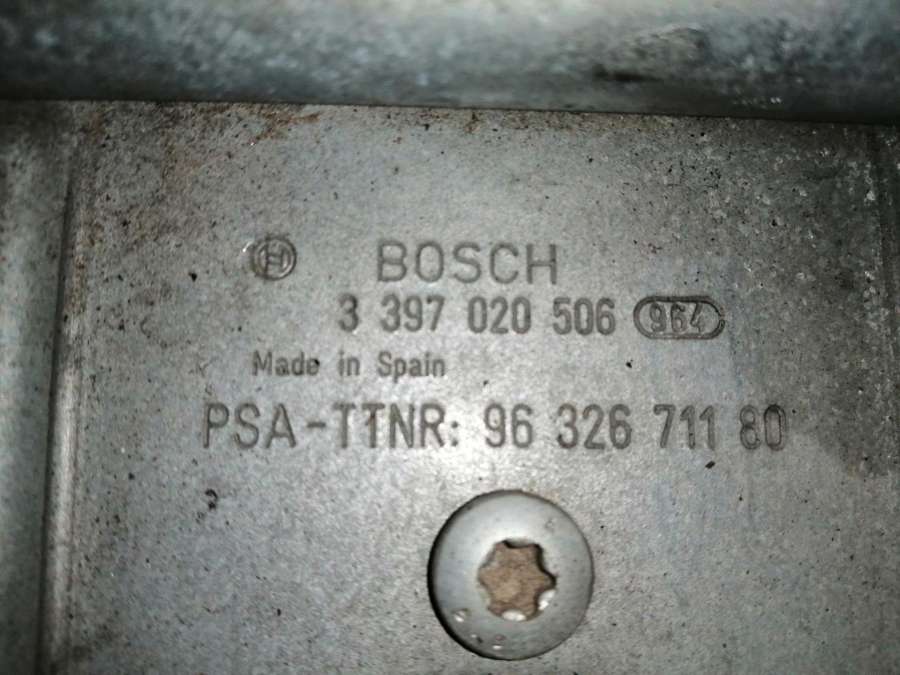 BOSCH
3 397 020 506 964
Made in Spain
PSA-TTNR: 96 326 711 80